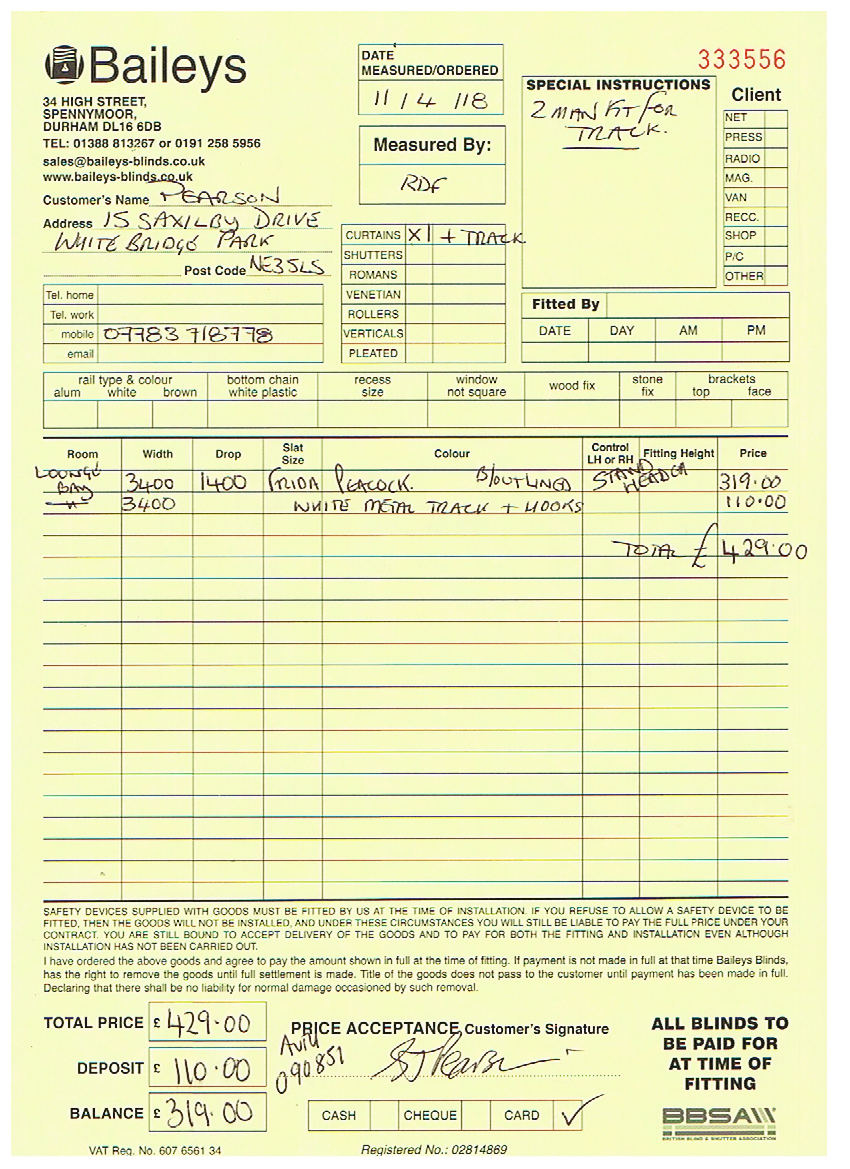 Baileys
34 HIGH STREET,
SPENNYMOOR,
DURHAM DL16 6DB
TEL: 01388 813267 or 0191 258 5956
sales@baileys-blinds.co.uk
www.baileys-blinds.co.uk
Customer's Name PEARSON
Address 15 SAXILBY DRIVE
WHITEBRIDGE PARK
Post Code NE35LS
Tel. home
Tel. work
mobile 07783 718778
email
DATE
MEASURED/ORDERED
11/4/18
Measured By:
RDF
CURTAINS X1 + TRACK
SHUTTERS
ROMANS
VENETIAN
ROLLERS
VERTICALS
PLEATED
SPECIAL INSTRUCTIONS
2 MAN KIT FOR
TRACK.
333556
Client
NET
PRESS
RADIO
MAG.
VAN
RECC.
SHOP
P/C
OTHER
Fitted By
DATE DAY AM PM
rail type & colour bottom chain recess window wood fix stone brackets
alum white brown white plastic size not square fix top face
Room Width Drop Slat Size Colour Control LH or RH Fitting Height Price
LOUNGE BAY 3400 1400 PEACOCK. B/OUT LINED STAND 319.00
3400 WHITE METAL TRACK + HOOKS 110.00
TOTAL £429.00
SAFETY DEVICES SUPPLIED WITH GOODS MUST BE FITTED BY US AT THE TIME OF INSTALLATION. IF YOU REFUSE TO ALLOW A SAFETY DEVICE TO BE
FITTED, THEN THE GOODS WILL NOT BE INSTALLED, AND UNDER THESE CIRCUMSTANCES YOU WILL STILL BE LIABLE TO PAY THE FULL PRICE UNDER YOUR
CONTRACT. YOU ARE STILL BOUND TO ACCEPT DELIVERY OF THE GOODS AND TO PAY FOR BOTH THE FITTING AND INSTALLATION EVEN ALTHOUGH
INSTALLATION HAS NOT BEEN CARRIED OUT.
I have ordered the above goods and agree to pay the amount shown in full at the time of fitting. If payment is not made in full at that time Baileys Blinds,
has the right to remove the goods until full settlement is made. Title of the goods does not pass to the customer until payment has been made in full.
Declaring that there shall be no liability for normal damage occasioned by such removal.
TOTAL PRICE £429.00
DEPOSIT £ 110.00
BALANCE £ 319.00
PRICE ACCEPTANCE Customer's Signature
090851
CASH CHEQUE CARD ✓
ALL BLINDS TO
BE PAID FOR
AT TIME OF
FITTING
BBSA
BRITISH BLIND & SHUTTER ASSOCIATION
VAT Reg. No. 607 6561 34
Registered No.: 02814869